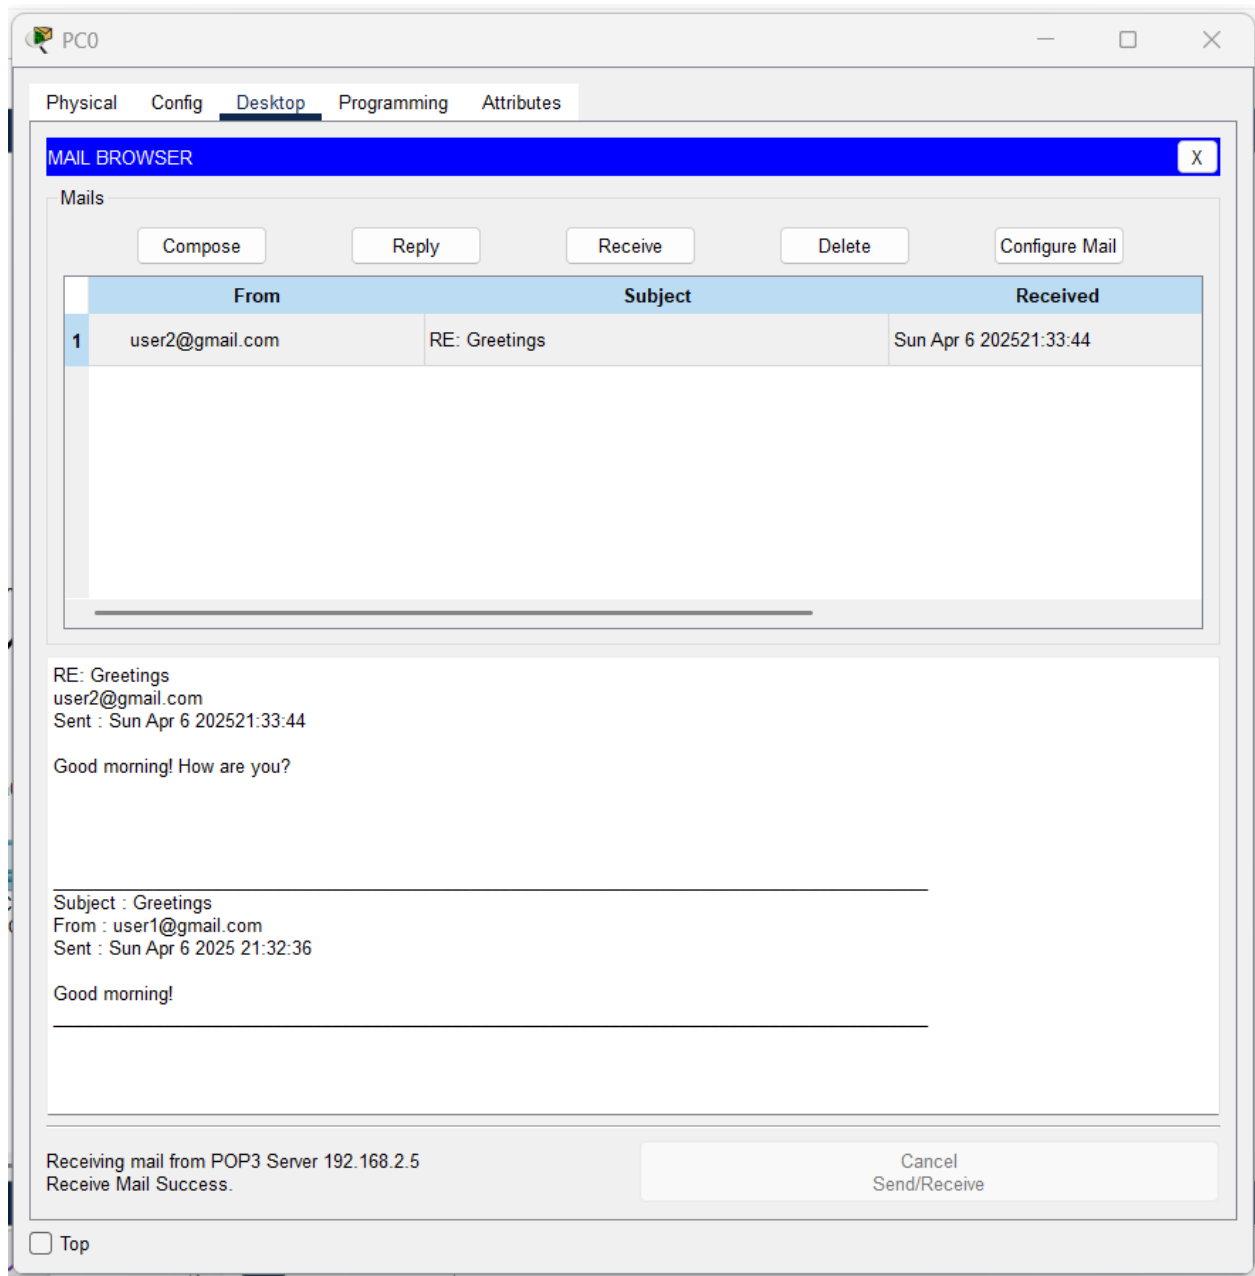 PC0
Physical Config Desktop Programming Attributes
MAIL BROWSER X
Mails
Compose Reply Receive Delete Configure Mail
From Subject Received
1 user2@gmail.com RE: Greetings Sun Apr 6 202521:33:44
RE: Greetings
user2@gmail.com
Sent : Sun Apr 6 202521:33:44
Good morning! How are you?
Subject : Greetings
From : user1@gmail.com
Sent : Sun Apr 6 2025 21:32:36
Good morning!
Receiving mail from POP3 Server 192.168.2.5
Receive Mail Success.
Cancel
Send/Receive
Top